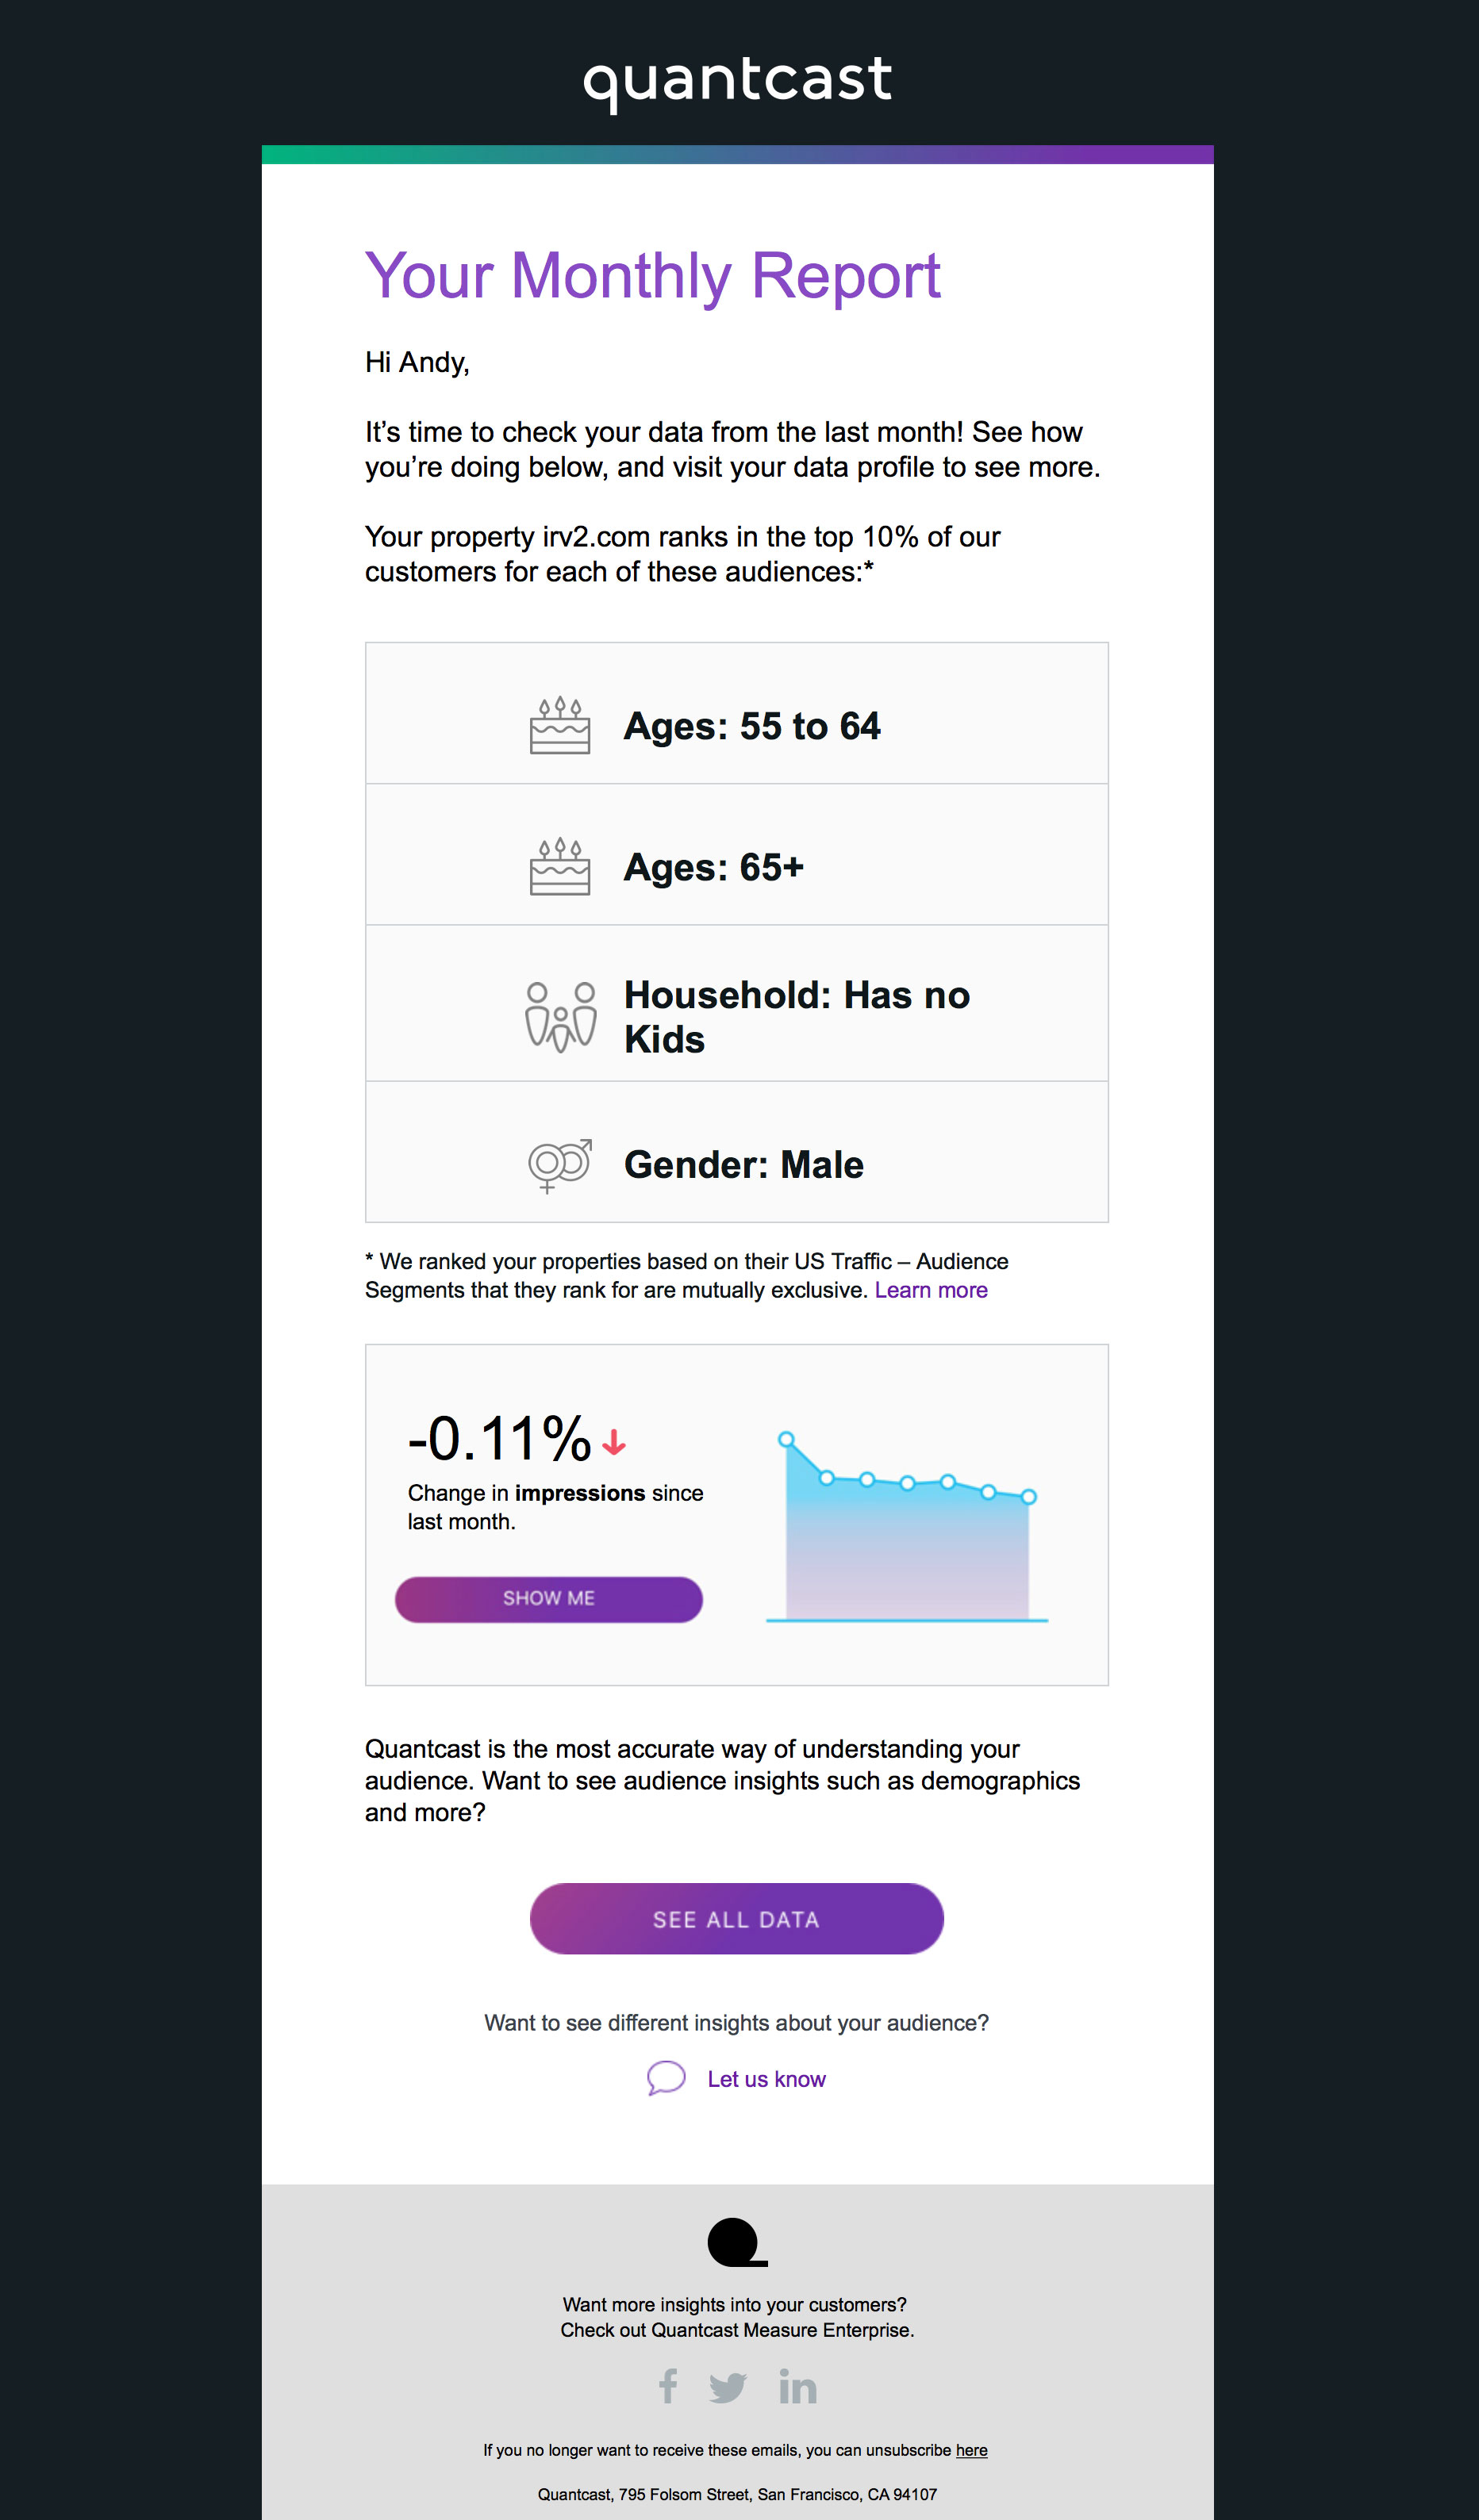 quantcast
Your Monthly Report
Hi Andy,
It’s time to check your data from the last month! See how
you’re doing below, and visit your data profile to see more.
Your property irv2.com ranks in the top 10% of our
customers for each of these audiences:*
Ages: 55 to 64
Ages: 65+
Household: Has no
Kids
Gender: Male
* We ranked your properties based on their US Traffic – Audience
Segments that they rank for are mutually exclusive. Learn more
-0.11%
Change in impressions since
last month.
SHOW ME
Quantcast is the most accurate way of understanding your
audience. Want to see audience insights such as demographics
and more?
SEE ALL DATA
Want to see different insights about your audience?
Let us know
Want more insights into your customers?
Check out Quantcast Measure Enterprise.
If you no longer want to receive these emails, you can unsubscribe here
Quantcast, 795 Folsom Street, San Francisco, CA 94107